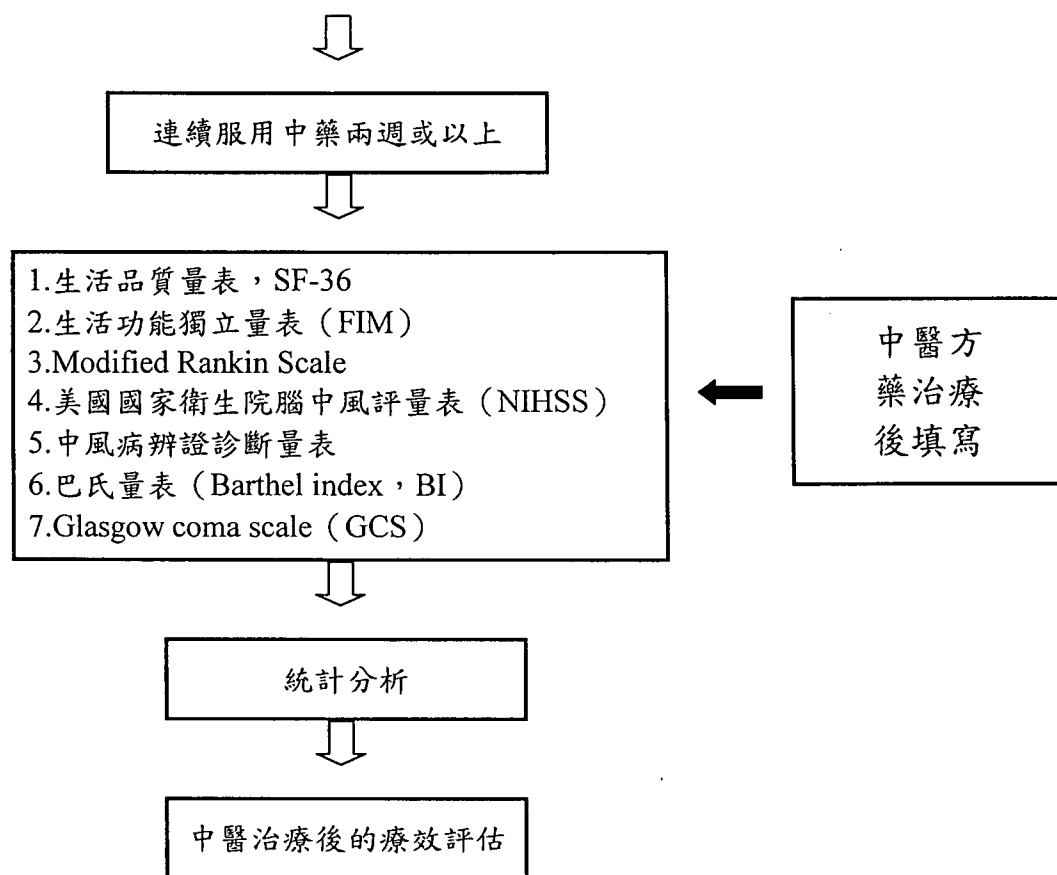 連續服用中藥兩週或以上
1.生活品質量表，SF-36
2.生活功能獨立量表（FIM）
3.Modified Rankin Scale
4.美國國家衛生院腦中風評量表（NIHSS）
5.中風病辨證診斷量表
6.巴氏量表（Barthel index，BI）
7.Glasgow coma scale（GCS）
中醫方
藥治療
後填寫
統計分析
中醫治療後的療效評估